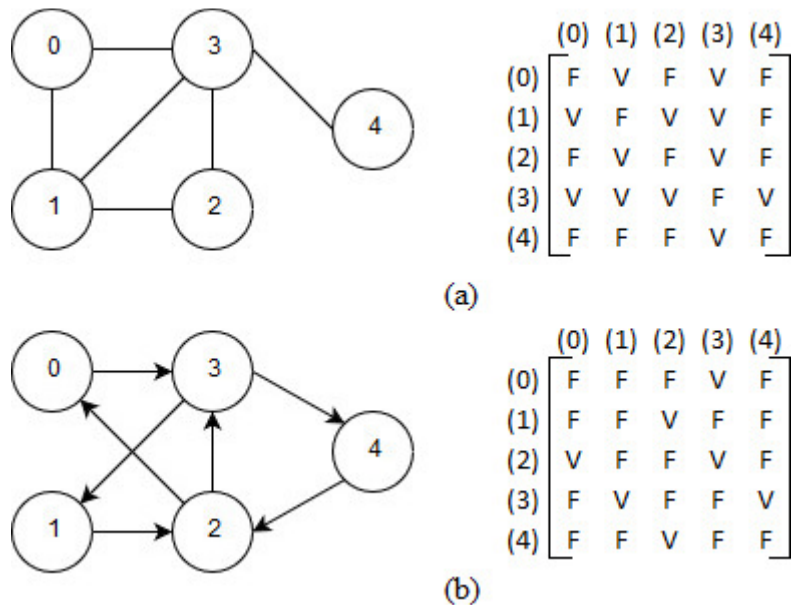 0 3 4 1 2
(0) (1) (2) (3) (4)
(0) F V F V F
(1) V F V V F
(2) F V F V F
(3) V V V F V
(4) F F F V F
(a)
0 3 4 1 2
(0) (1) (2) (3) (4)
(0) F F F V F
(1) F F V F F
(2) V F F V F
(3) F V F F V
(4) F F V F F
(b)